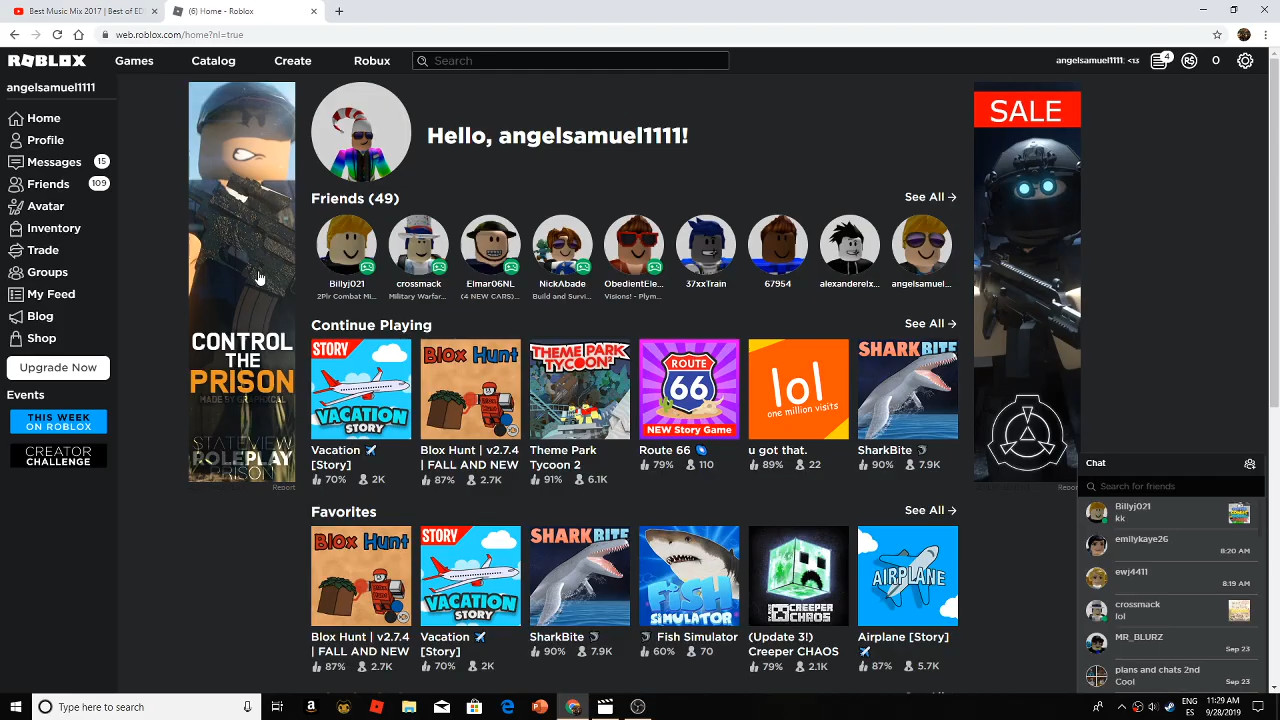 Best Music Mix 2017 | Best of ED
(6) Home - Roblox
web.roblox.com/home?nl=true
ROBLOX
Games
Catalog
Create
Robux
Search
angelsamuel1111: <13
4
0
angelsamuel1111
Home
Profile
Messages 15
Friends 109
Avatar
Inventory
Trade
Groups
My Feed
Blog
Shop
Upgrade Now
Events
THIS WEEK
ON ROBLOX
CREATOR
CHALLENGE
CONTROL
THE
PRISON
MADE BY GRAPHXCAL
STATEVIEW
ROLEPLAY
PRISON
Report
Hello, angelsamuel1111!
Friends (49)
See All
Billyj021
2Plr Combat Mi...
crossmack
Military Warfar...
Elmar06NL
(4 NEW CARS)...
NickAbade
Build and Survi...
ObedientEle...
Visions! - Plym...
37xxTrain
67954
alexanderelx...
angelsamuel...
Continue Playing
See All
STORY
VACATION
STORY
Vacation
[Story]
70% 2K
Blox Hunt
Blox Hunt | v2.7.4
| FALL AND NEW
87% 2.7K
THEME PARK
TYCOON 2
Theme Park
Tycoon 2
91% 6.1K
ROUTE
66
NEW Story Game
Route 66
79% 110
lol
one million visits
u got that.
89% 22
SHARKBITE
SharkBite
90% 7.9K
Favorites
See All
Blox Hunt
Blox Hunt | v2.7.4
| FALL AND NEW
87% 2.7K
STORY
VACATION
STORY
Vacation
[Story]
70% 2K
SHARKBITE
SharkBite
90% 7.9K
FISH
SIMULATOR
Fish Simulator
60% 70
CREEPER
CHAOS
(Update 3!)
Creeper CHAOS
79% 2.1K
AIRPLANE
Airplane [Story]
87% 5.7K
SALE
Repor
Chat
Search for friends
Billyj021
kk
emilykaye26
8:20 AM
ewj4411
8:19 AM
crossmack
lol
MR_BLURZ
Sep 23
plans and chats 2nd
Cool
Sep 23
Type here to search
ENG
ES
11:29 AM
9/28/2019